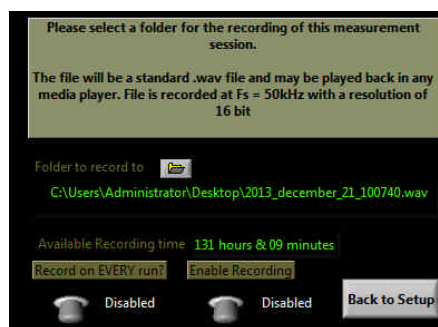 Please select a folder for the recording of this measurement
session.
The file will be a standard .wav file and may be played back in any
media player. File is recorded at Fs = 50kHz with a resolution of
16 bit
Folder to record to
C:\Users\Administrator\Desktop\2013_december_21_100740.wav
Available Recording time 131 hours & 09 minutes
Record on EVERY run? Enable Recording
Disabled Disabled Back to Setup